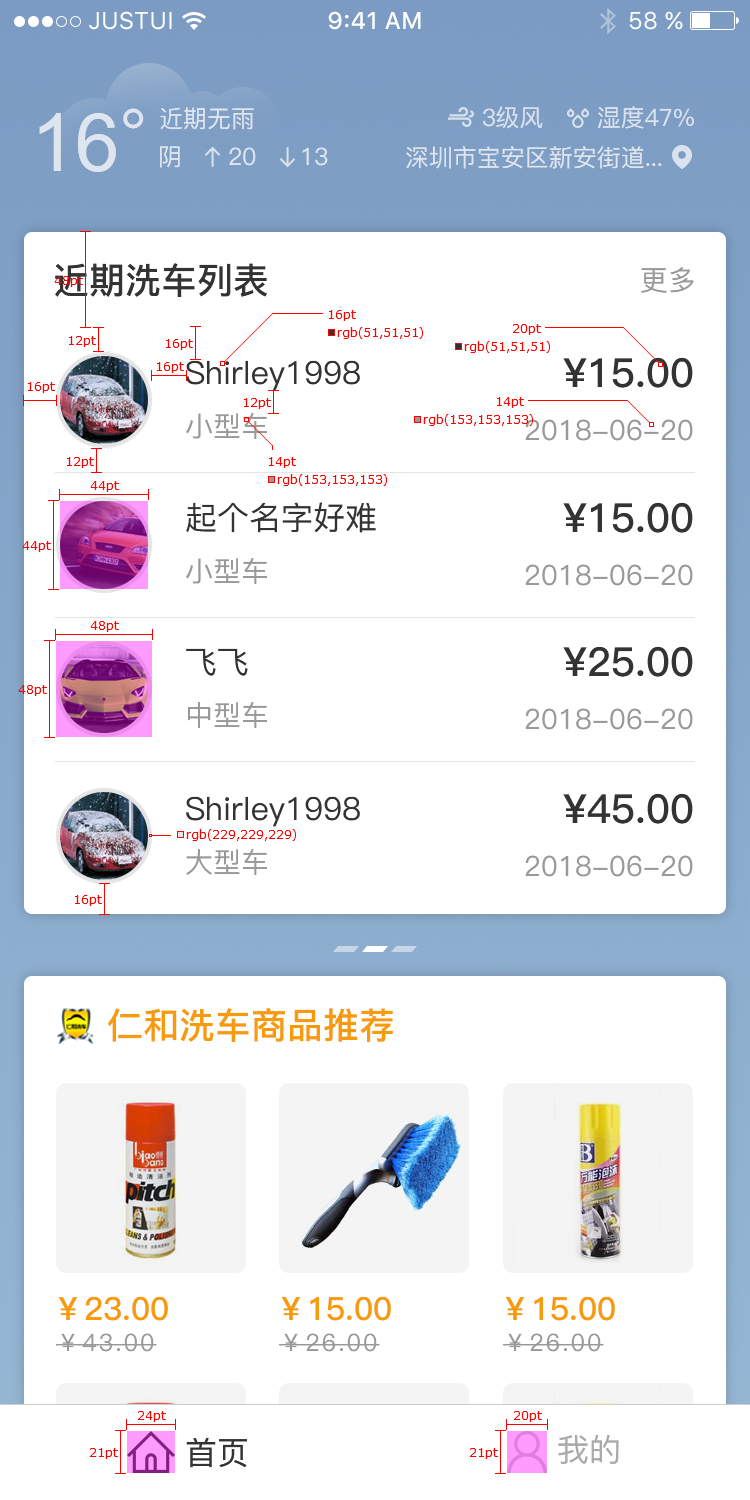 JUSTUI 9:41 AM 58 %
16° 近期无雨 3级风 湿度47%
阴 ↑20 ↓13 深圳市宝安区新安街道...
近期洗车列表 更多
48pt
12pt
16pt
16pt
16pt
16pt
rgb(51,51,51)
20pt
rgb(51,51,51)
Shirley1998 ¥15.00
12pt
14pt
rgb(153,153,153)
小型车 2018-06-20
12pt
14pt
rgb(153,153,153)
44pt
44pt
起个名字好难 ¥15.00
小型车 2018-06-20
48pt
48pt
飞飞 ¥25.00
中型车 2018-06-20
Shirley1998 ¥45.00
rgb(229,229,229)
大型车 2018-06-20
16pt
仁和洗车商品推荐
biao
bang
pitch
万能泡沫
¥ 23.00 ¥ 15.00 ¥ 15.00
¥ 43.00 ¥ 26.00 ¥ 26.00
24pt
21pt
首页
20pt
21pt
我的